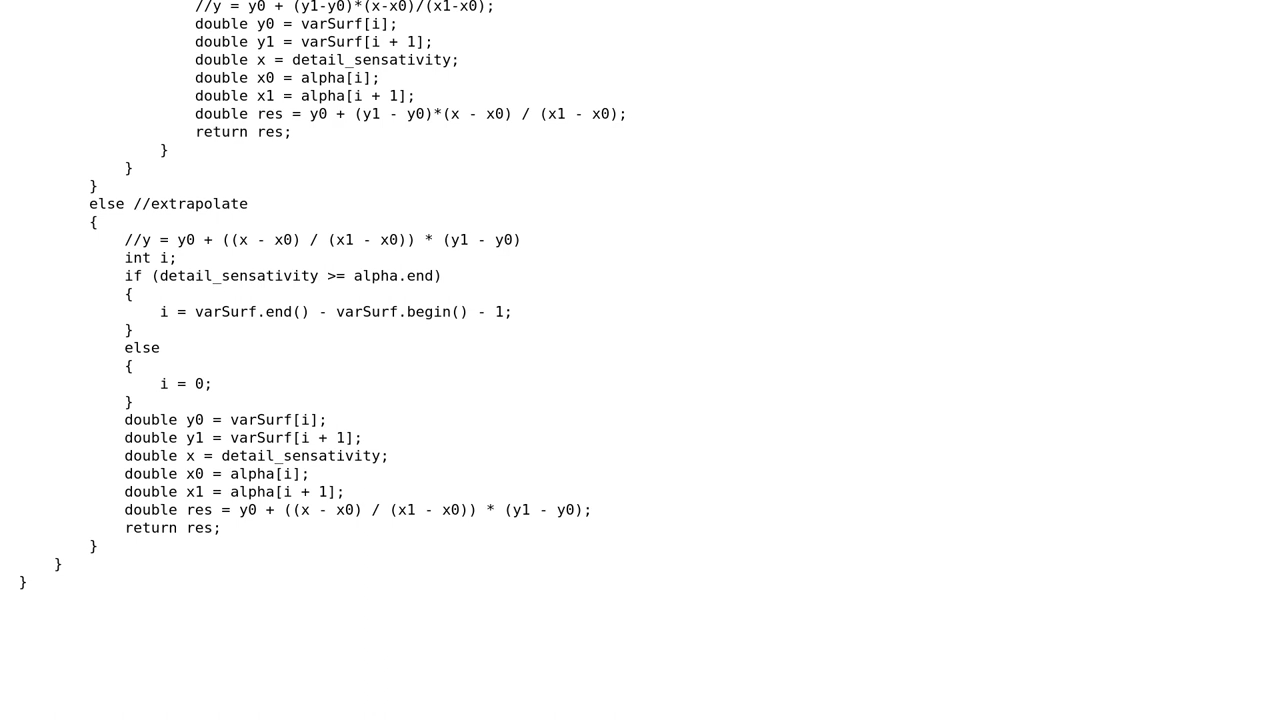 //y = y0 + (y1-y0)*(x-x0)/(x1-x0);
double y0 = varSurf[i];
double y1 = varSurf[i + 1];
double x = detail_sensativity;
double x0 = alpha[i];
double x1 = alpha[i + 1];
double res = y0 + (y1 - y0)*(x - x0) / (x1 - x0);
return res;
}
}
}
else //extrapolate
{
//y = y0 + ((x - x0) / (x1 - x0)) * (y1 - y0)
int i;
if (detail_sensativity >= alpha.end)
{
i = varSurf.end() - varSurf.begin() - 1;
}
else
{
i = 0;
}
double y0 = varSurf[i];
double y1 = varSurf[i + 1];
double x = detail_sensativity;
double x0 = alpha[i];
double x1 = alpha[i + 1];
double res = y0 + ((x - x0) / (x1 - x0)) * (y1 - y0);
return res;
}
}
}